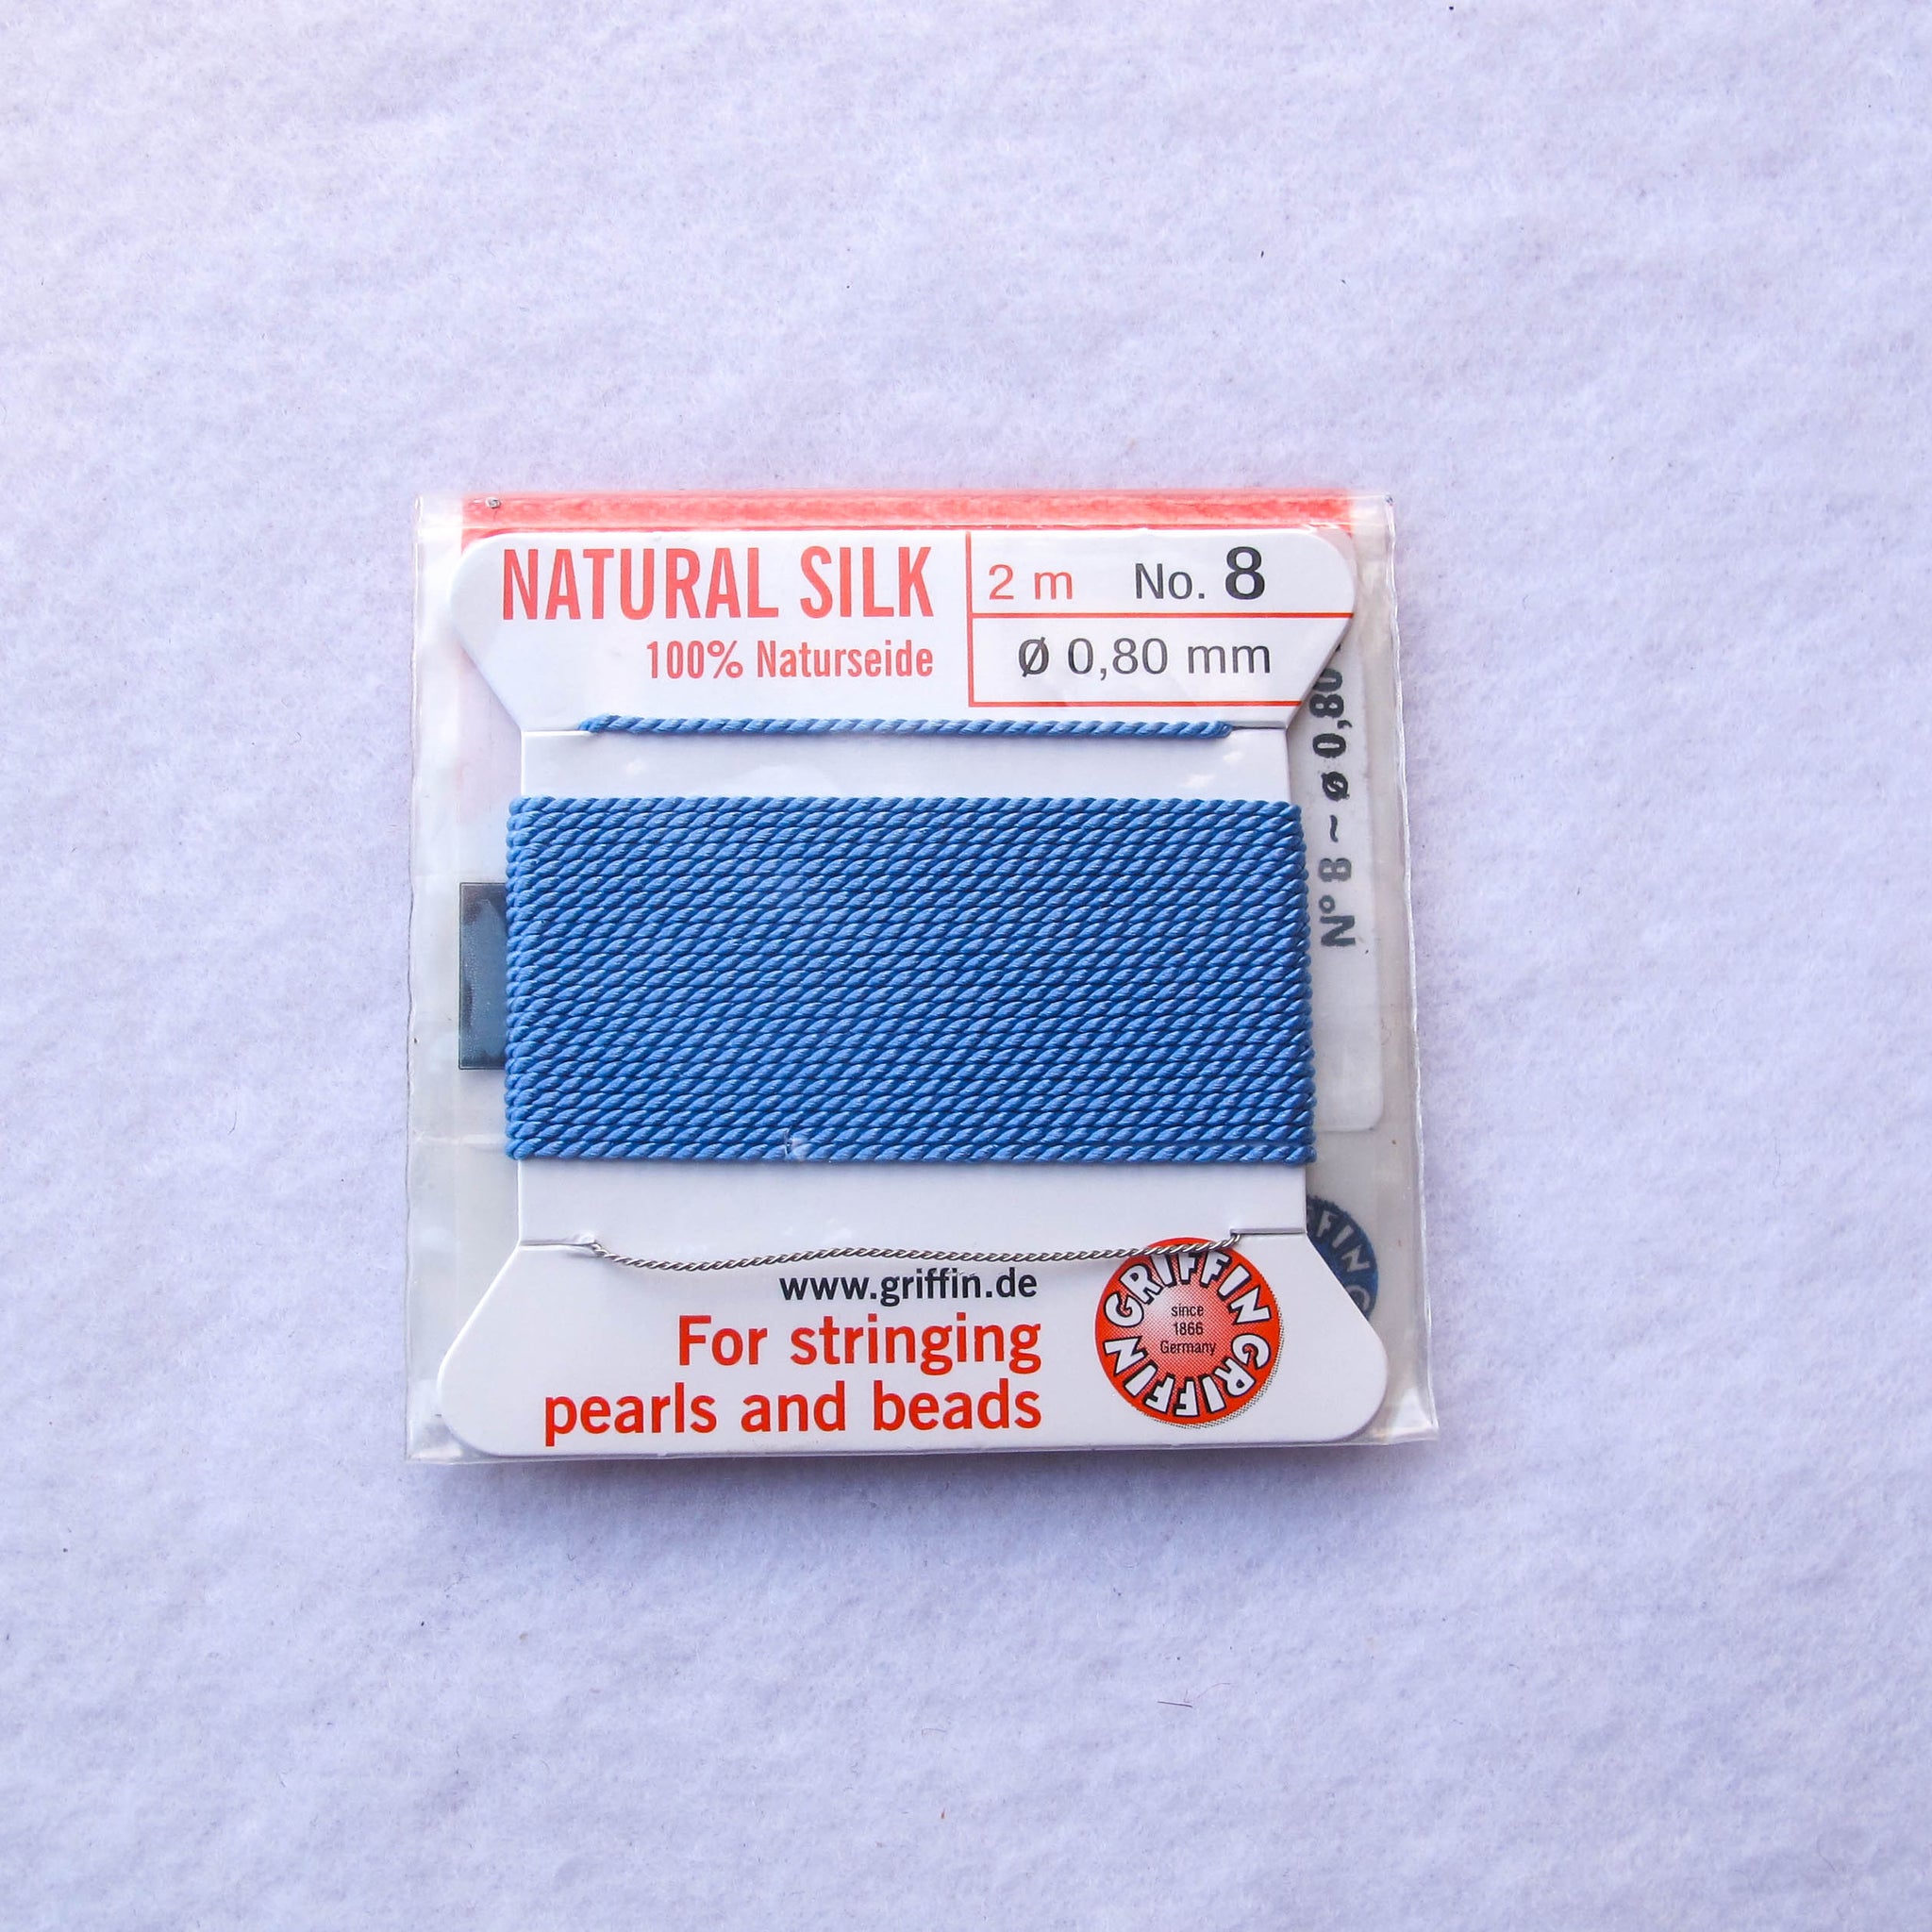 NATURAL SILK
100% Naturseide
2 m No. 8
Ø 0,80 mm
N° 8 ~ ø 0,80
www.griffin.de
For stringing
pearls and beads
GRIFFIN GRIFFIN GRIFFIN
since
1866
Germany